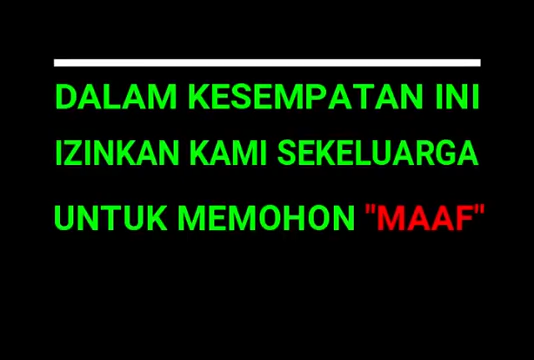 DALAM KESEMPATAN INI
IZINKAN KAMI SEKELUARGA
UNTUK MEMOHON "MAAF"